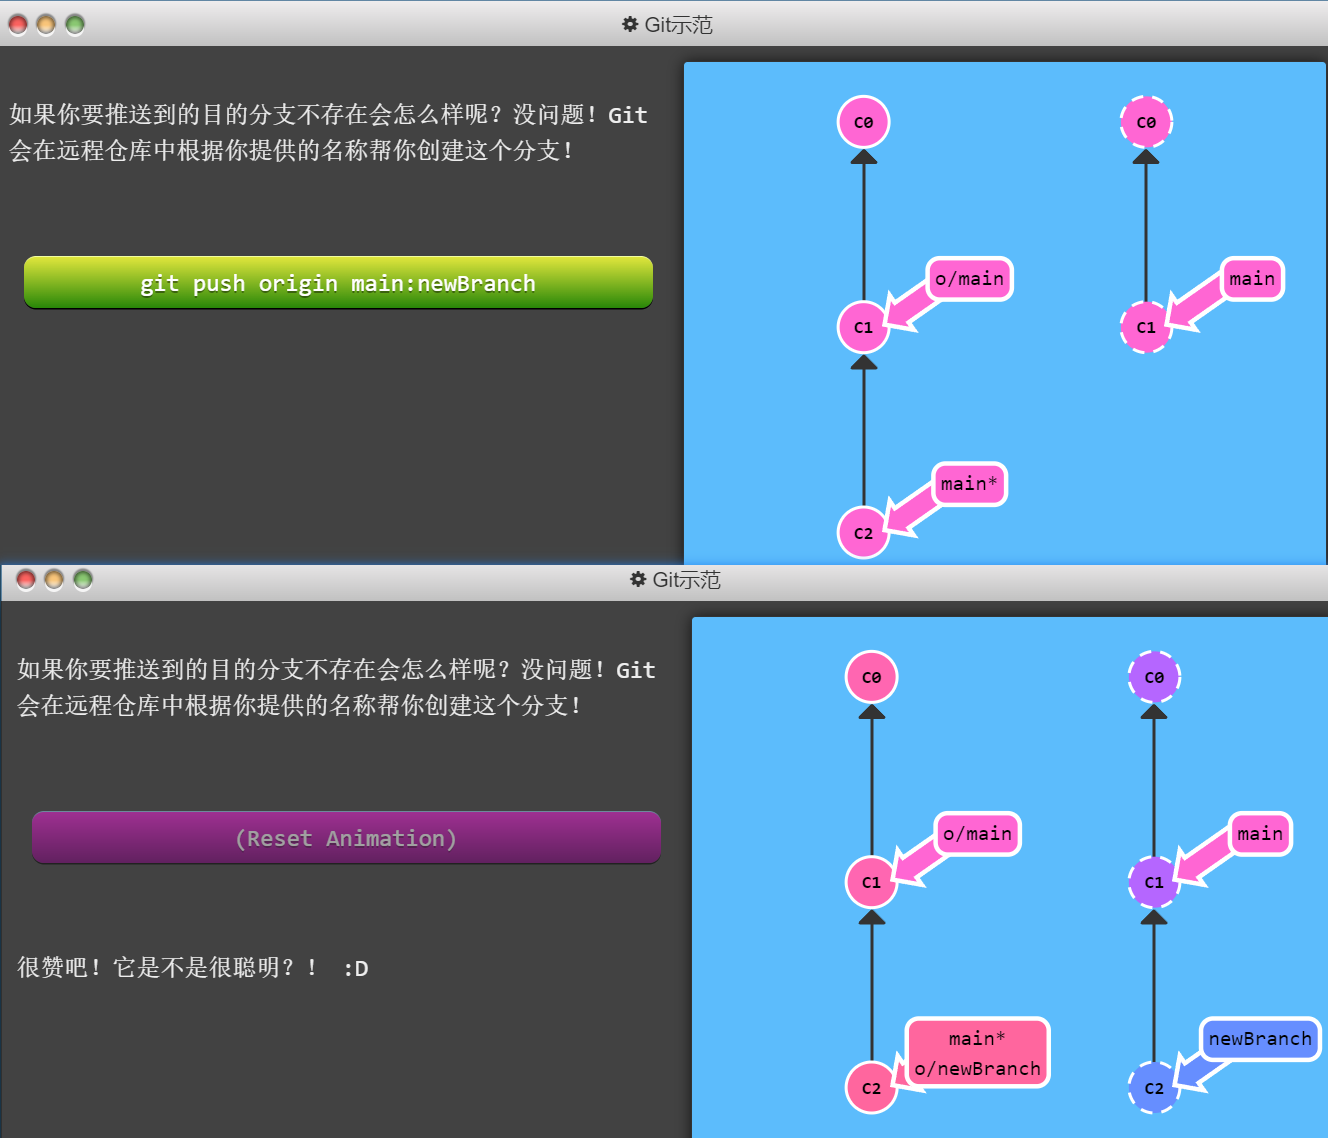 Git示范
如果你要推送到的目的分支不存在会怎么样呢？没问题！Git
会在远程仓库中根据你提供的名称帮你创建这个分支！
git push origin main:newBranch
C0
C0
o/main
main
C1
C1
main*
C2
Git示范
如果你要推送到的目的分支不存在会怎么样呢？没问题！Git
会在远程仓库中根据你提供的名称帮你创建这个分支！
(Reset Animation)
很赞吧！它是不是很聪明？！ :D
C0
C0
o/main
main
C1
C1
main*
o/newBranch
newBranch
C2
C2